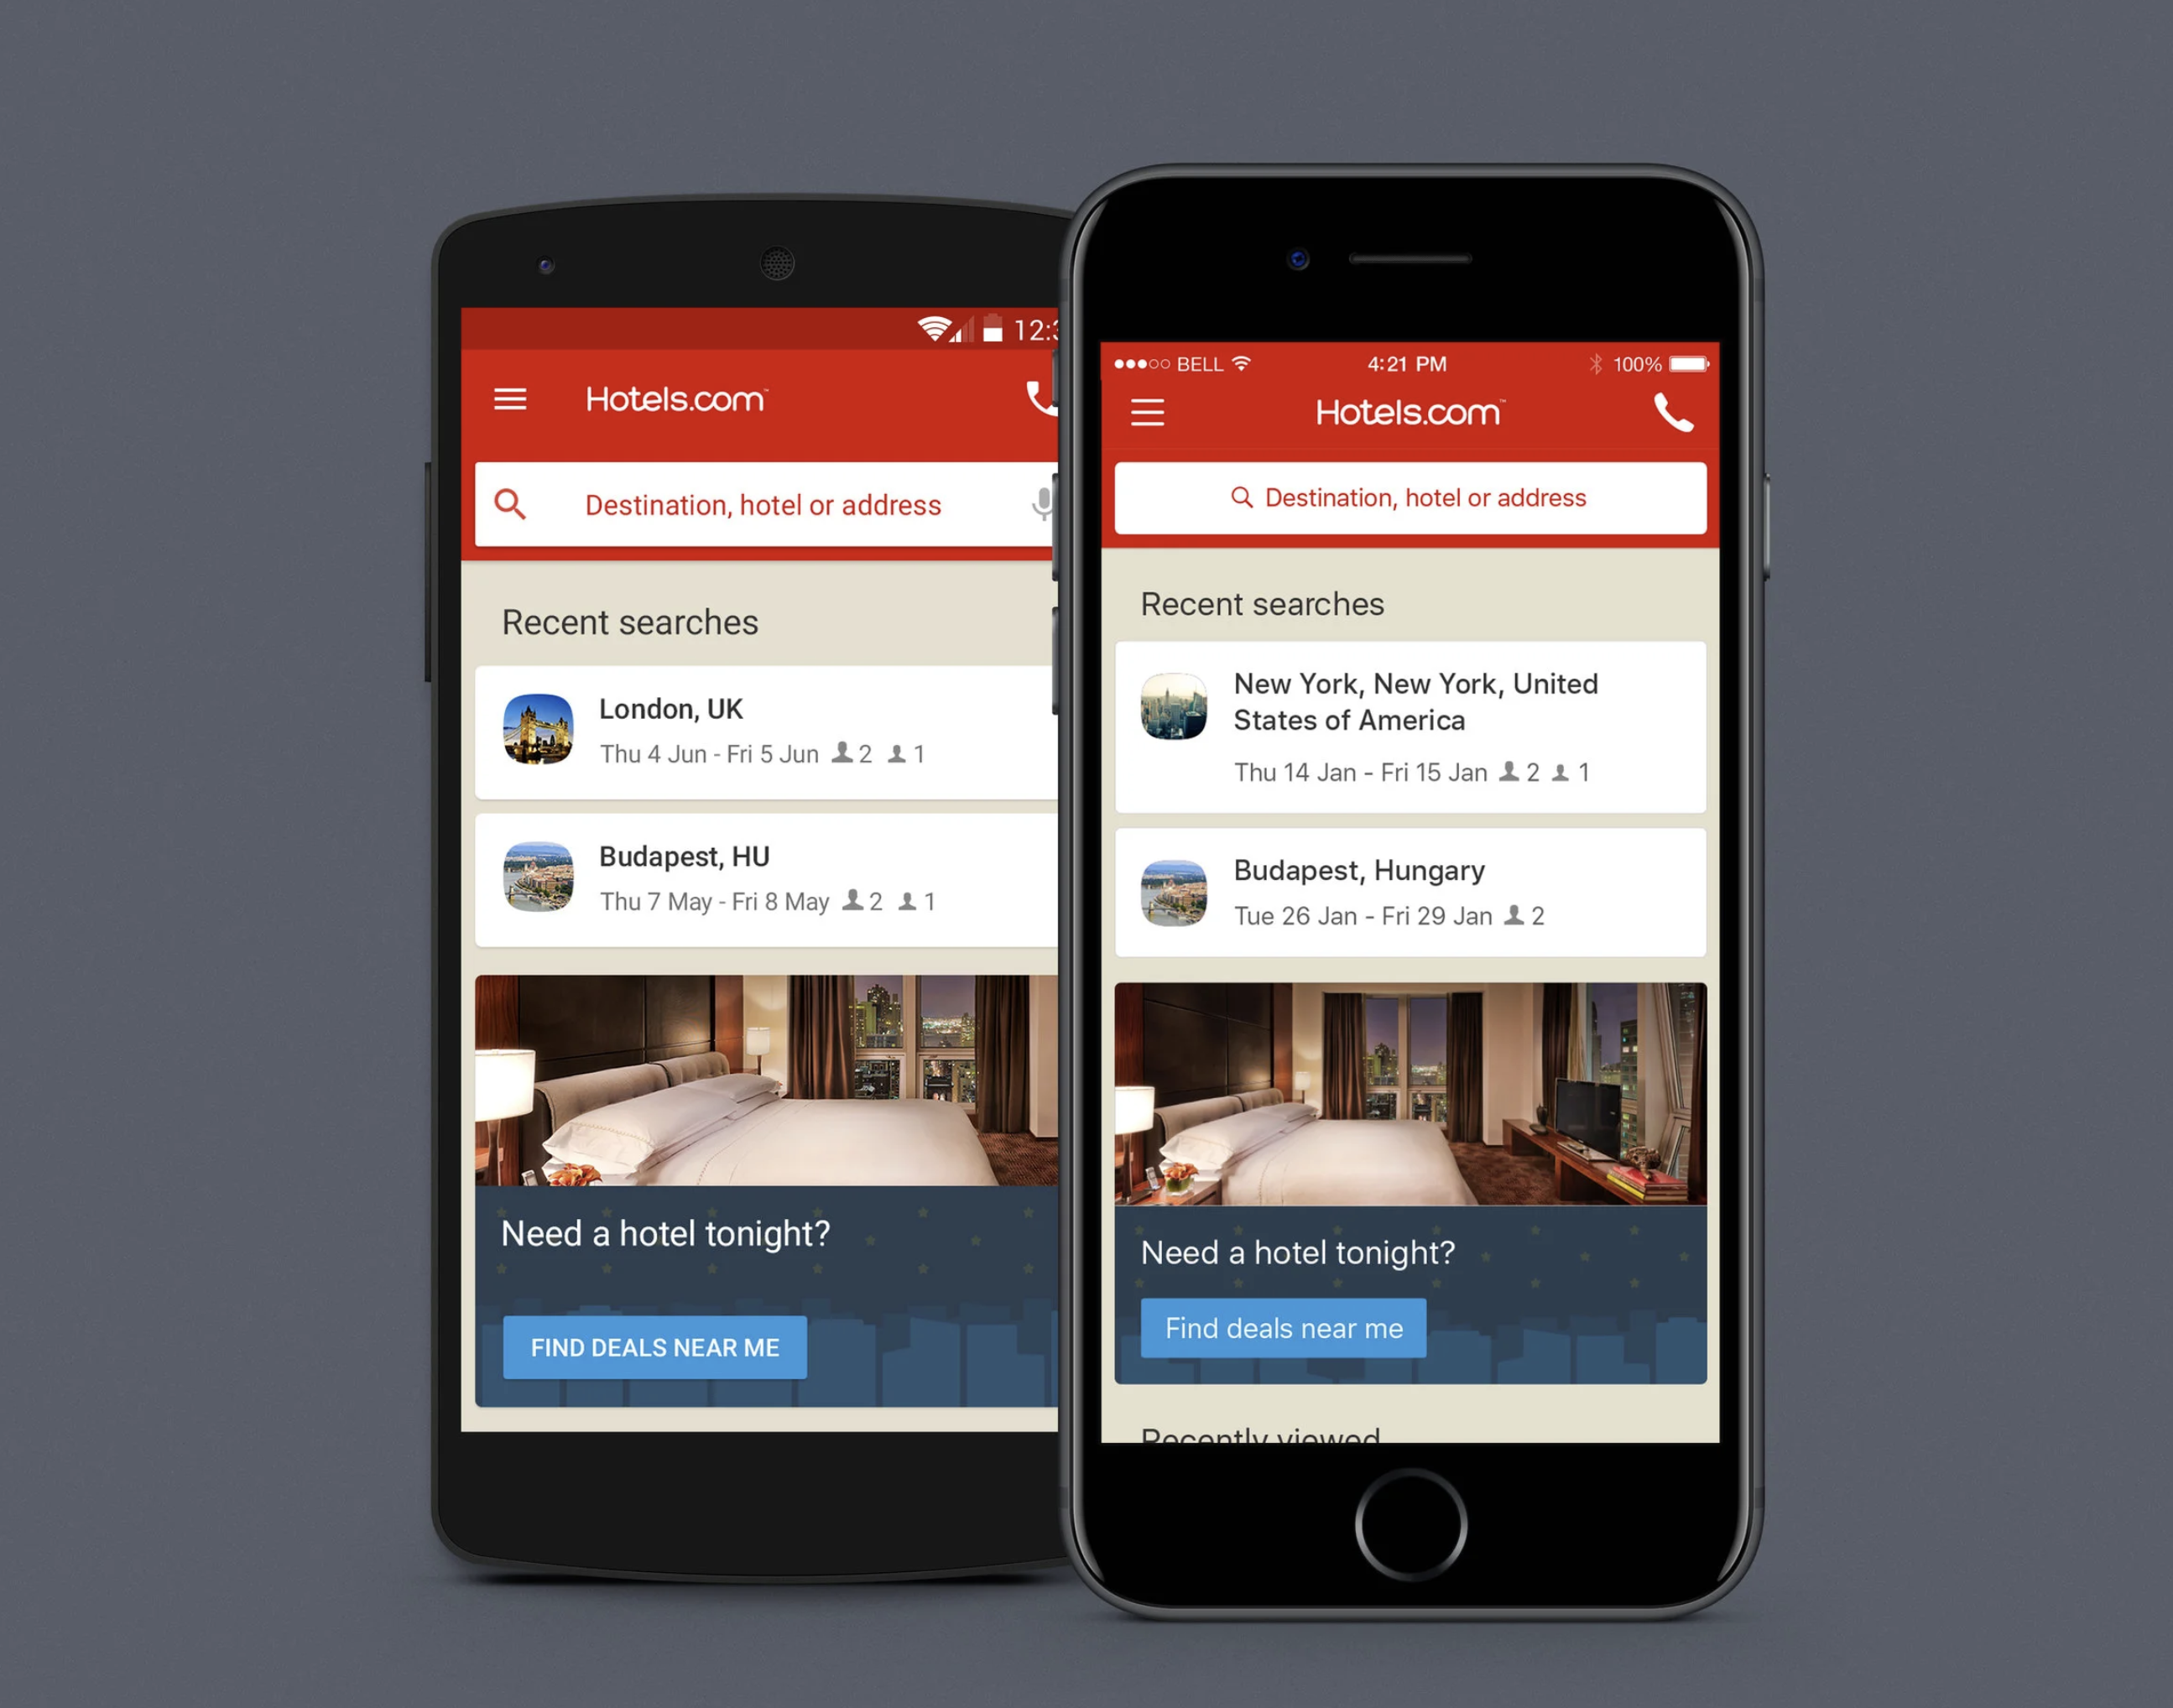 12:3
Hotels.com™
Destination, hotel or address
Recent searches
London, UK
Thu 4 Jun - Fri 5 Jun 2 1
Budapest, HU
Thu 7 May - Fri 8 May 2 1
Need a hotel tonight?
FIND DEALS NEAR ME
BELL 4:21 PM 100%
Hotels.com™
Destination, hotel or address
Recent searches
New York, New York, United
States of America
Thu 14 Jan - Fri 15 Jan 2 1
Budapest, Hungary
Tue 26 Jan - Fri 29 Jan 2
Need a hotel tonight?
Find deals near me
Recently viewed